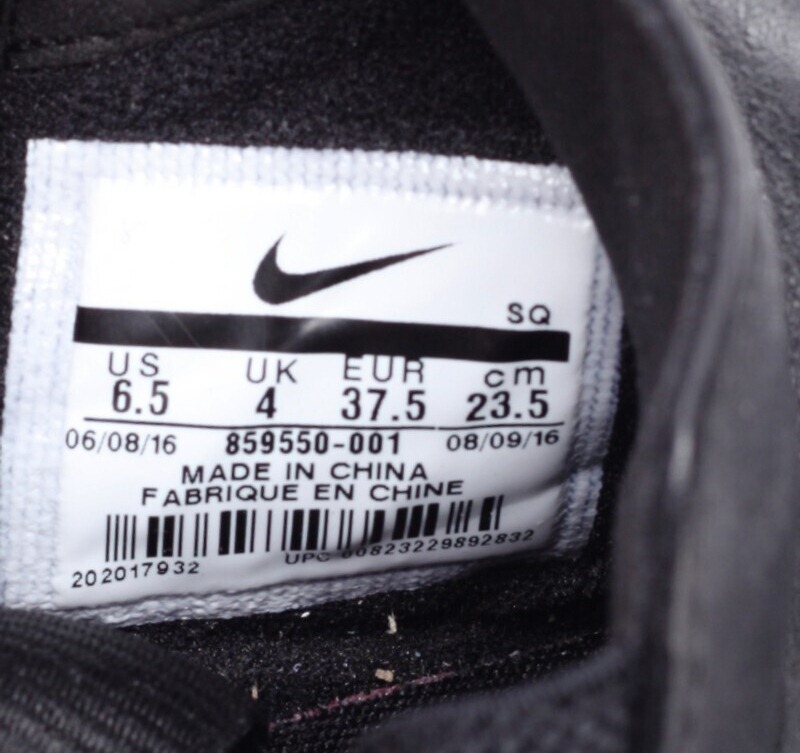 SQ
US UK EUR cm
6.5 4 37.5 23.5
06/08/16 859550-001 08/09/16
MADE IN CHINA
FABRIQUE EN CHINE
UPC 00823229892832
202017932